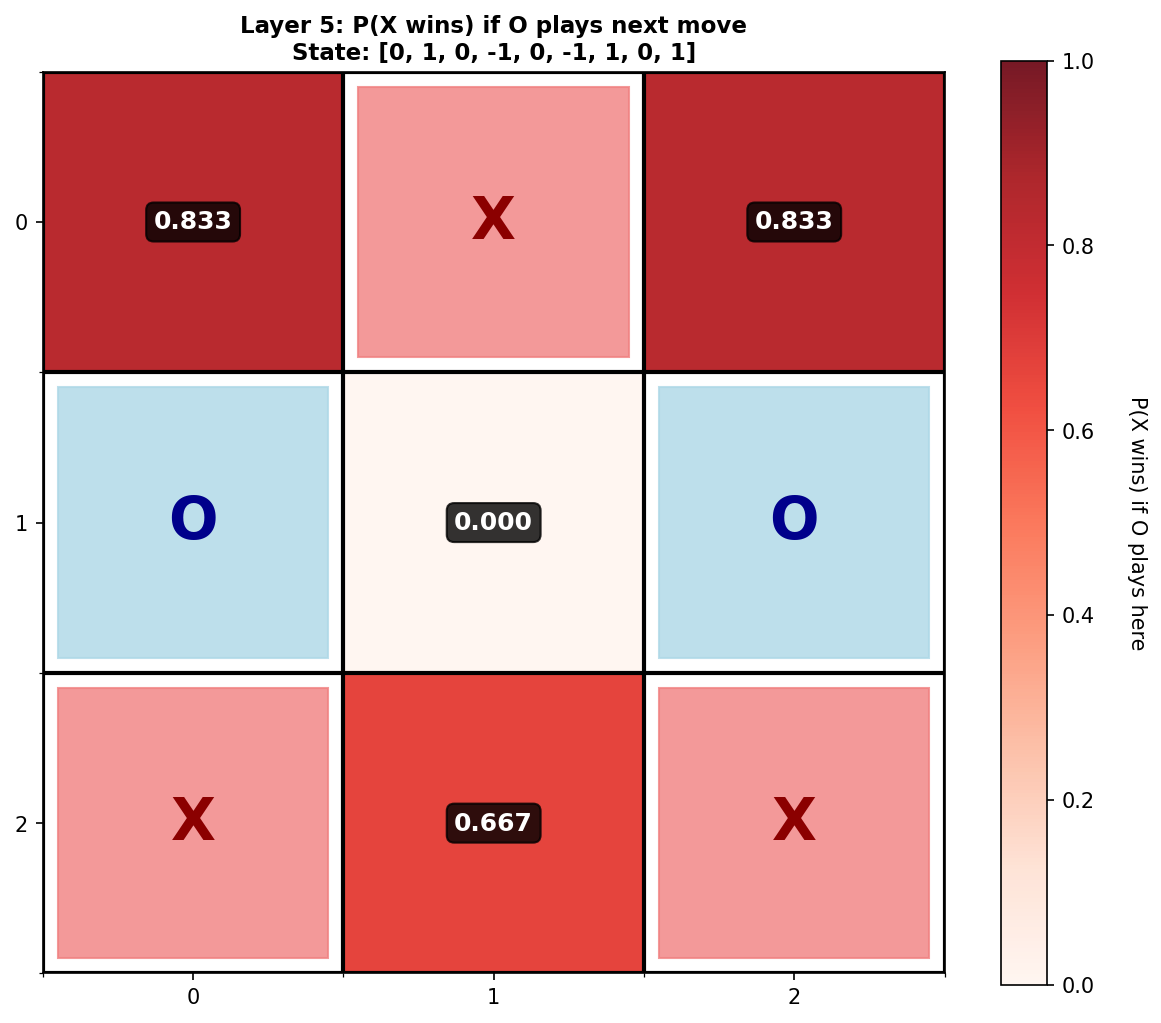 Layer 5: P(X wins) if O plays next move
State: [0, 1, 0, -1, 0, -1, 1, 0, 1]
0
0.833
X
0.833
1
O
0.000
O
2
X
0.667
X
0
1
2
1.0
0.8
0.6
0.4
0.2
0.0
P(X wins) if O plays here